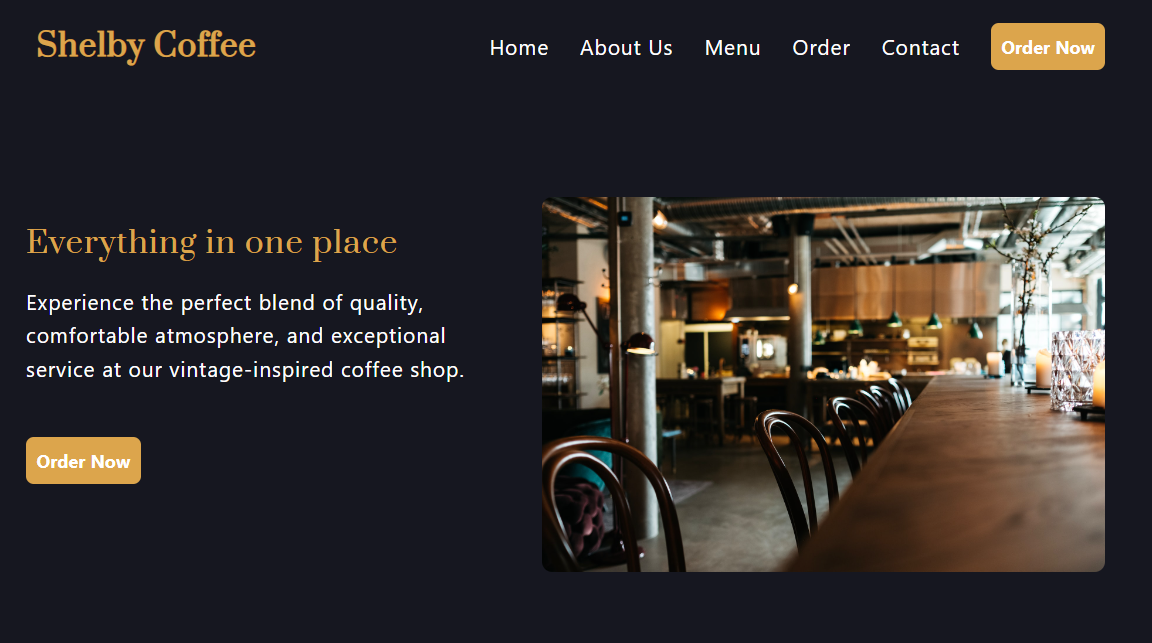 Shelby Coffee
Home About Us Menu Order Contact Order Now
Everything in one place
Experience the perfect blend of quality,
comfortable atmosphere, and exceptional
service at our vintage-inspired coffee shop.
Order Now